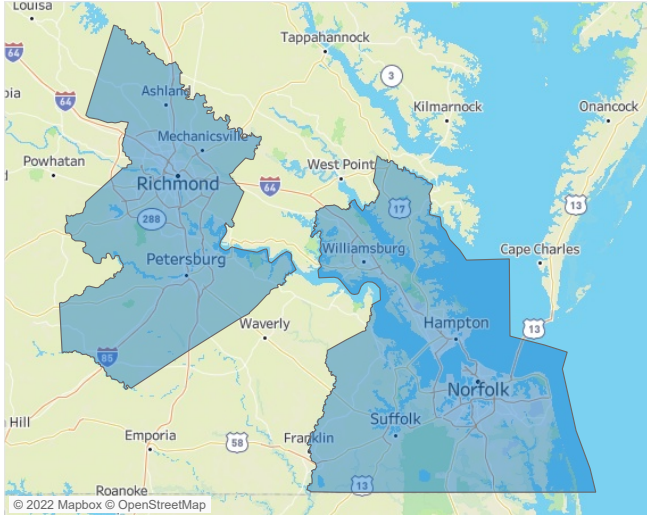 Louisa
Tappahannock
64
3
Ashland
64
Kilmarnock
Onancock
Mechanicsville
Powhatan
West Point
Richmond
64
13
17
288
Williamsburg
Cape Charles
Petersburg
Waverly
Hampton
13
85
Norfolk
Suffolk
Hill
Emporia
58
Franklin
13
Roanoke
© 2022 Mapbox © OpenStreetMap